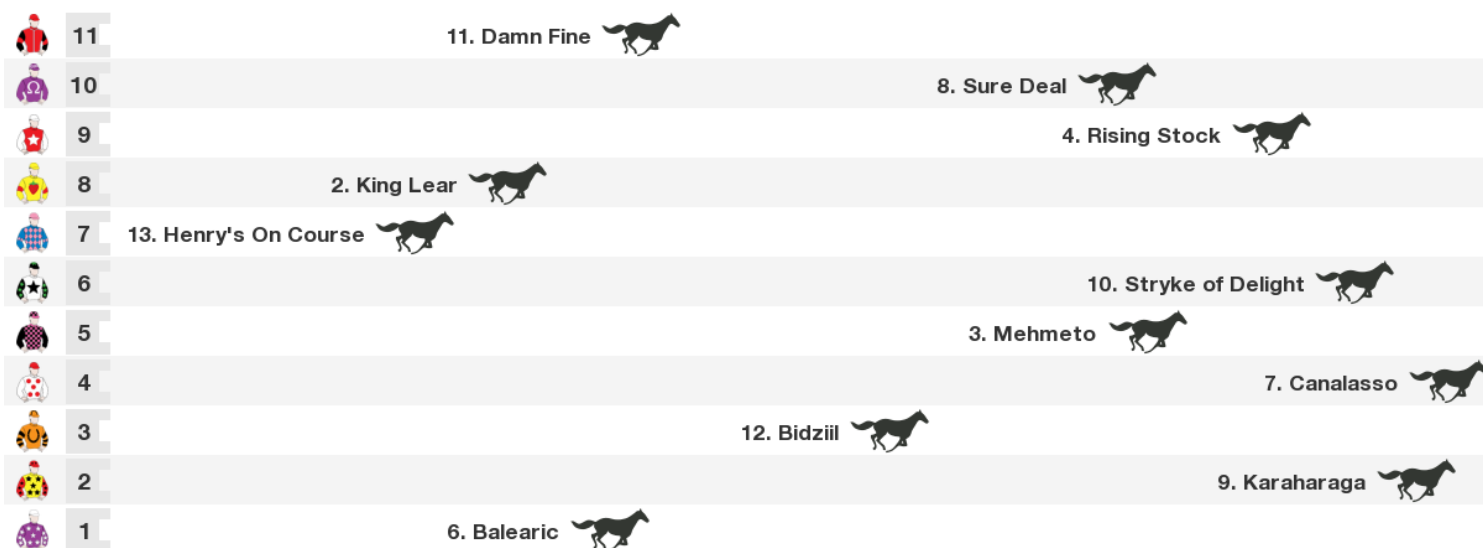 11 11. Damn Fine
Ω 10 8. Sure Deal
9 4. Rising Stock
8 2. King Lear
7 13. Henry's On Course
6 10. Stryke of Delight
5 3. Mehmeto
4 7. Canalasso
3 12. Bidziil
2 9. Karaharaga
1 6. Balearic